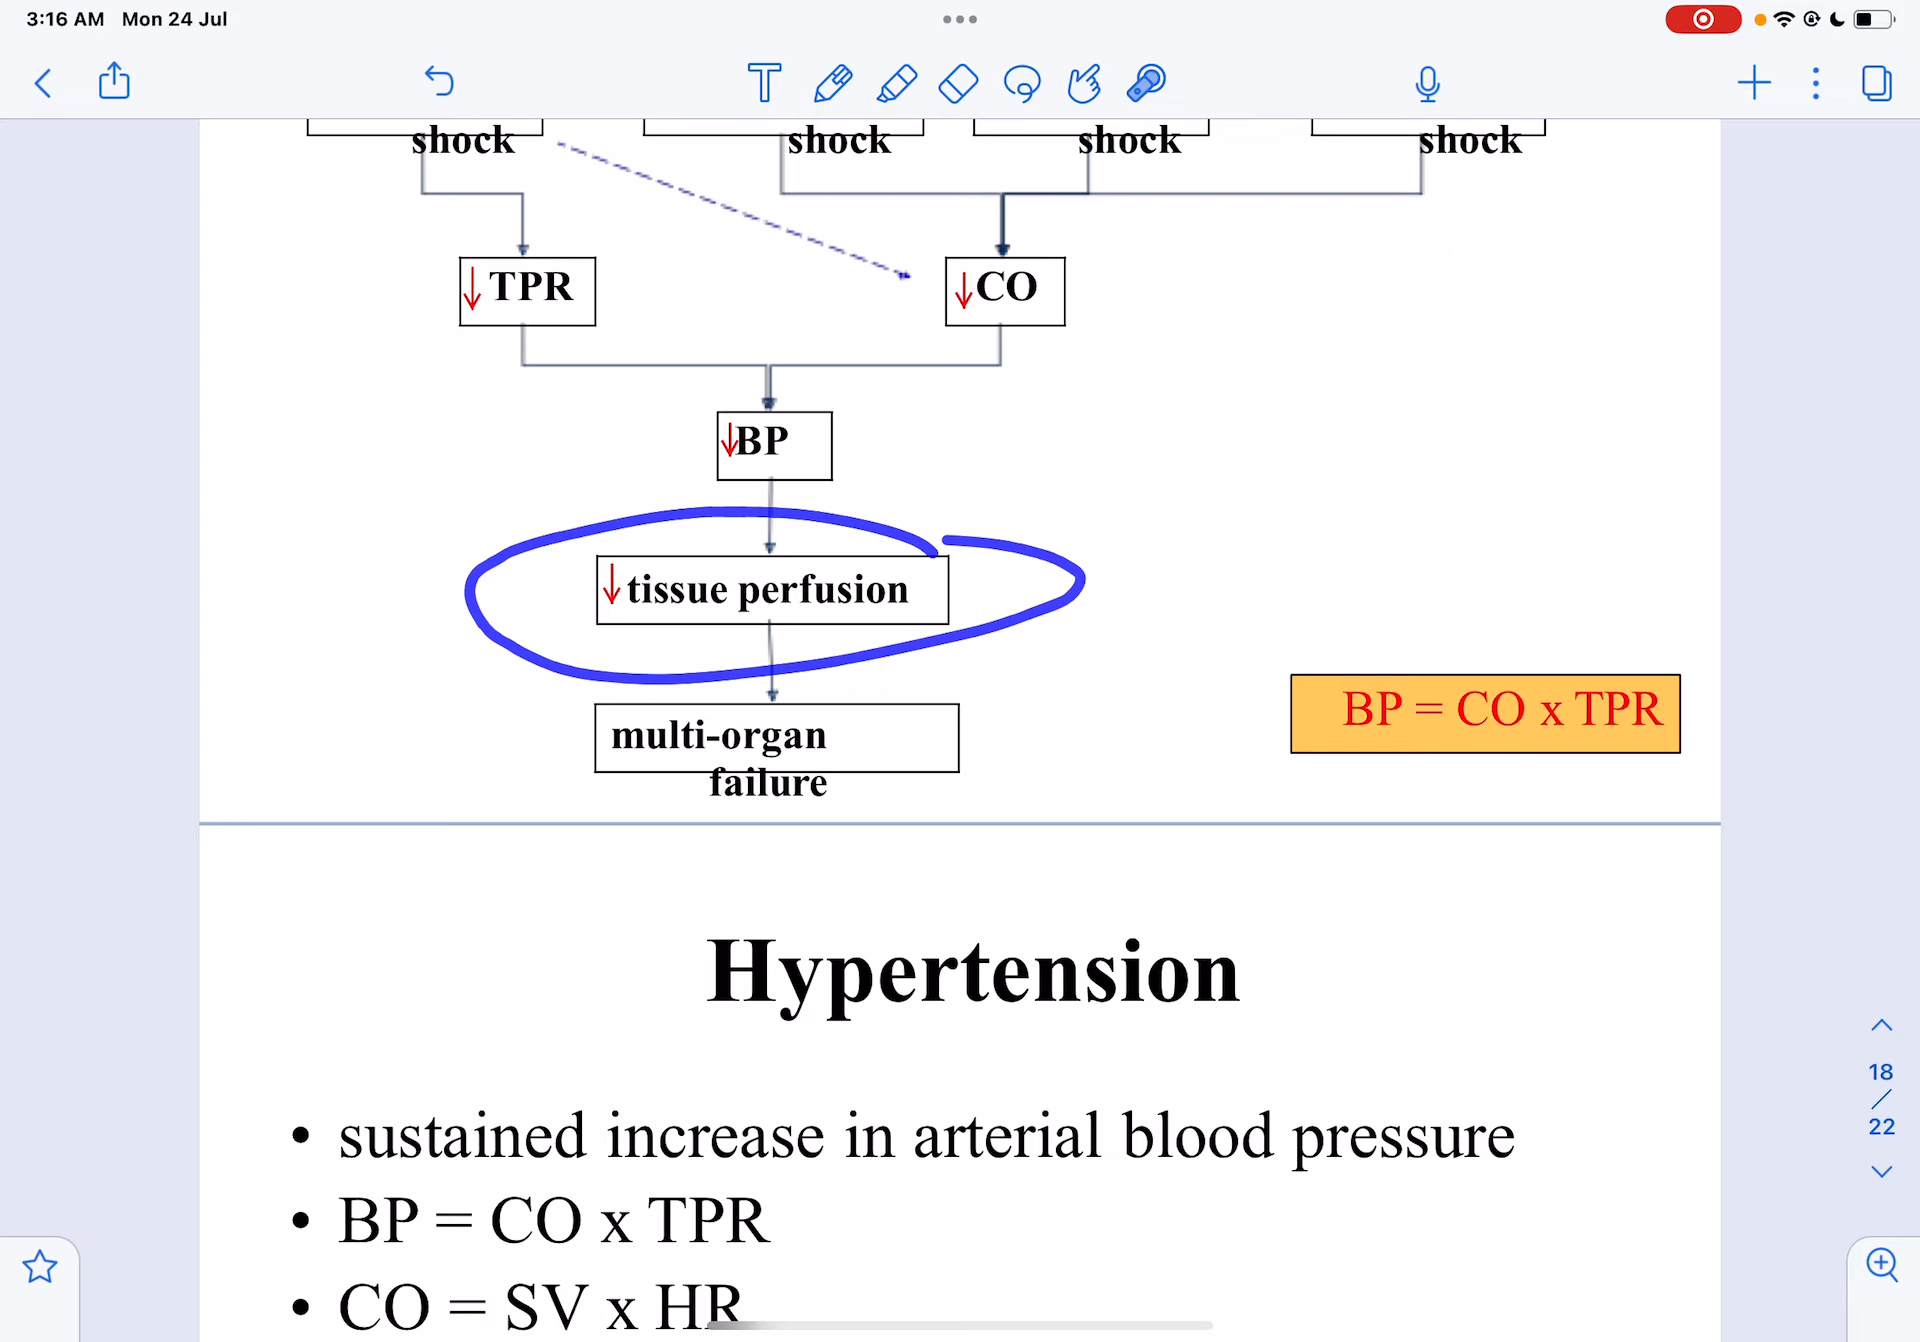 3:16 AM Mon 24 Jul
shock shock shock shock
↓ TPR ↓ CO
↓ BP
↓ tissue perfusion
multi-organ
failure
BP = CO x TPR
Hypertension
• sustained increase in arterial blood pressure
• BP = CO x TPR
• CO = SV x HR
18
/
22